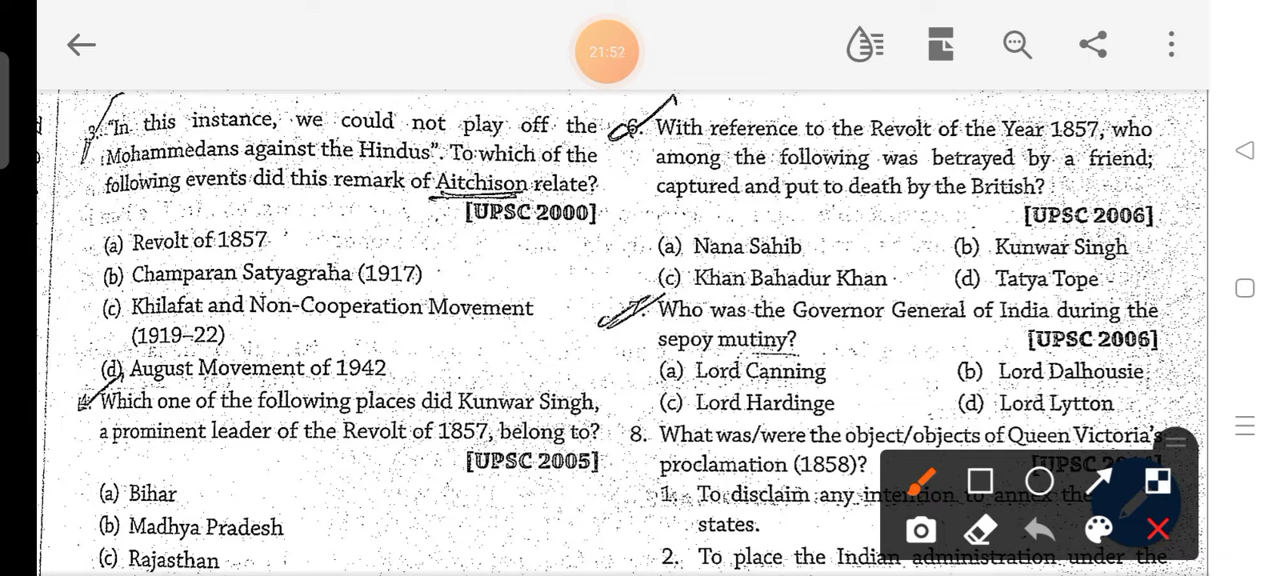 21:52
3. "In this instance, we could not play off the
Mohammedans against the Hindus". To which of the
following events did this remark of Aitchison relate?
[UPSC 2000]
(a) Revolt of 1857
(b) Champaran Satyagraha (1917)
(c) Khilafat and Non-Cooperation Movement
(1919–22)
(d) August Movement of 1942
4. Which one of the following places did Kunwar Singh,
a prominent leader of the Revolt of 1857, belong to?
[UPSC 2005]
(a) Bihar
(b) Madhya Pradesh
(c) Rajasthan
6. With reference to the Revolt of the Year 1857, who
among the following was betrayed by a friend;
captured and put to death by the British?
[UPSC 2006]
(a) Nana Sahib (b) Kunwar Singh
(c) Khan Bahadur Khan (d) Tatya Tope
Who was the Governor General of India during the
sepoy mutiny? [UPSC 2006]
(a) Lord Canning (b) Lord Dalhousie
(c) Lord Hardinge (d) Lord Lytton
8. What was/were the object/objects of Queen Victoria's
proclamation (1858)?
1. To disclaim any intention to annex the
states.
2. To place the Indian administration under the